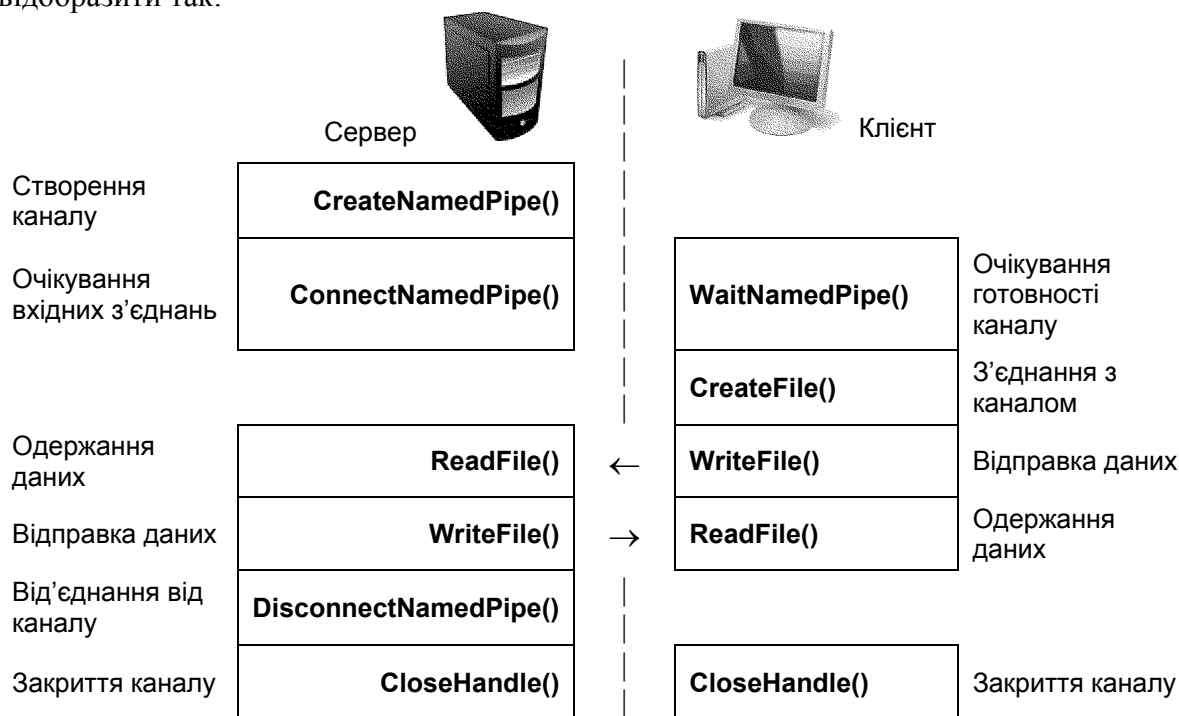 відобразити так:
Сервер
Клієнт
Створення
каналу
CreateNamedPipe()
Очікування
вхідних з’єднань
ConnectNamedPipe()
WaitNamedPipe()
Очікування
готовності
каналу
CreateFile()
З’єднання з
каналом
Одержання
даних
ReadFile()
←
WriteFile()
Відправка даних
Відправка даних
WriteFile()
→
ReadFile()
Одержання
даних
Від’єднання від
каналу
DisconnectNamedPipe()
Закриття каналу
CloseHandle()
CloseHandle()
Закриття каналу